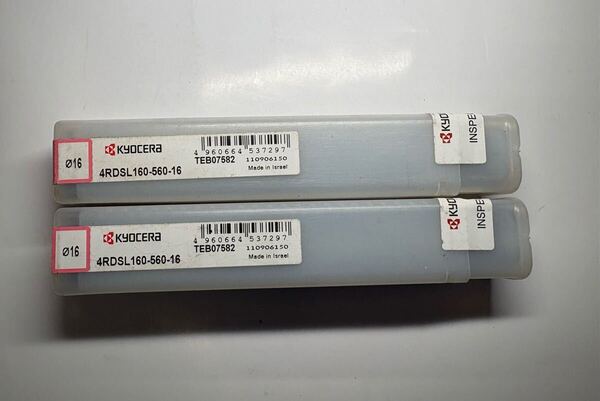 Ø16
KYOCERA
4RDSL160-560-16
4 960664 537297
TEB07582 110906150
Made in Israel
KYO
INSPE
Ø16
KYOCERA
4RDSL160-560-16
4 960664 537297
TEB07582 110906150
Made in Israel
KYO
INSPE